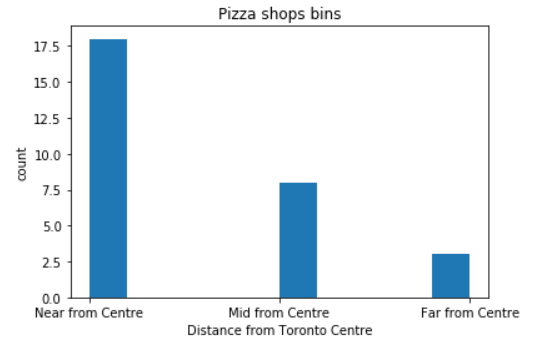 Pizza shops bins
17.5
15.0
12.5
10.0
7.5
5.0
2.5
0.0
count
Near from Centre Mid from Centre Far from Centre
Distance from Toronto Centre